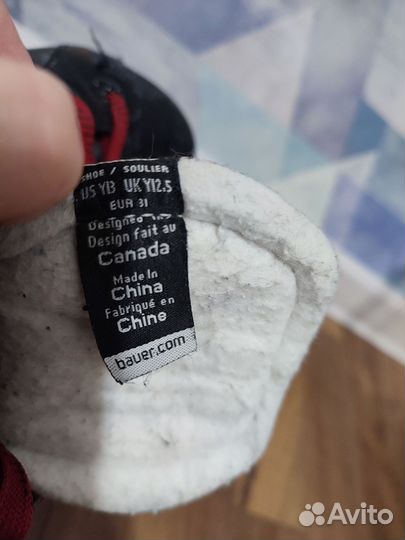 SHOE / SOULIER
US Y13 UK Y12.5
EUR 31
Designed
Design fait au
Canada
Made In
China
Fabriqué en
Chine
bauer.com
Avito